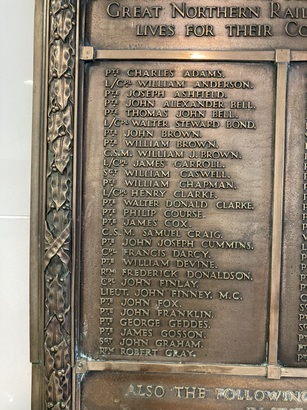 GREAT NORTHERN RAIL
LIVES FOR THEIR CO
PTE CHARLES ADAMS.
L/CPL WILLIAM ANDERSON.
PTE JOSEPH ASHFIELD.
PTE JOHN ALEXANDER BELL.
PTE THOMAS JOHN BELL.
L/CPL WALTER STEWARD BOND.
PTE JOHN BROWN.
PTE WILLIAM BROWN.
C.S.M. WILLIAM J. BROWN.
L/CPL JAMES CARROLL.
SGT WILLIAM CASWELL.
PTE WILLIAM CHAPMAN.
L/CPL HENRY CLARKE.
PTE WALTER DONALD CLARKE.
PTE PHILIP COURSE.
PTE JAMES COX.
C.S.M. SAMUEL CRAIG.
PTE JOHN JOSEPH CUMMINS.
CPL FRANCIS DARCY.
PTE WILLIAM DEVINE.
RFN FREDERICK DONALDSON.
CPL JOHN FINLAY.
LIEUT. JOHN FINNEY, M.C.
PTE JOHN FOX.
PTE JOHN FRANKLIN.
PTE GEORGE GEDDES.
PTE JAMES GOSSON.
SGT JOHN GRAHAM.
RFN ROBERT GRAY.
ALSO THE FOLLOWING